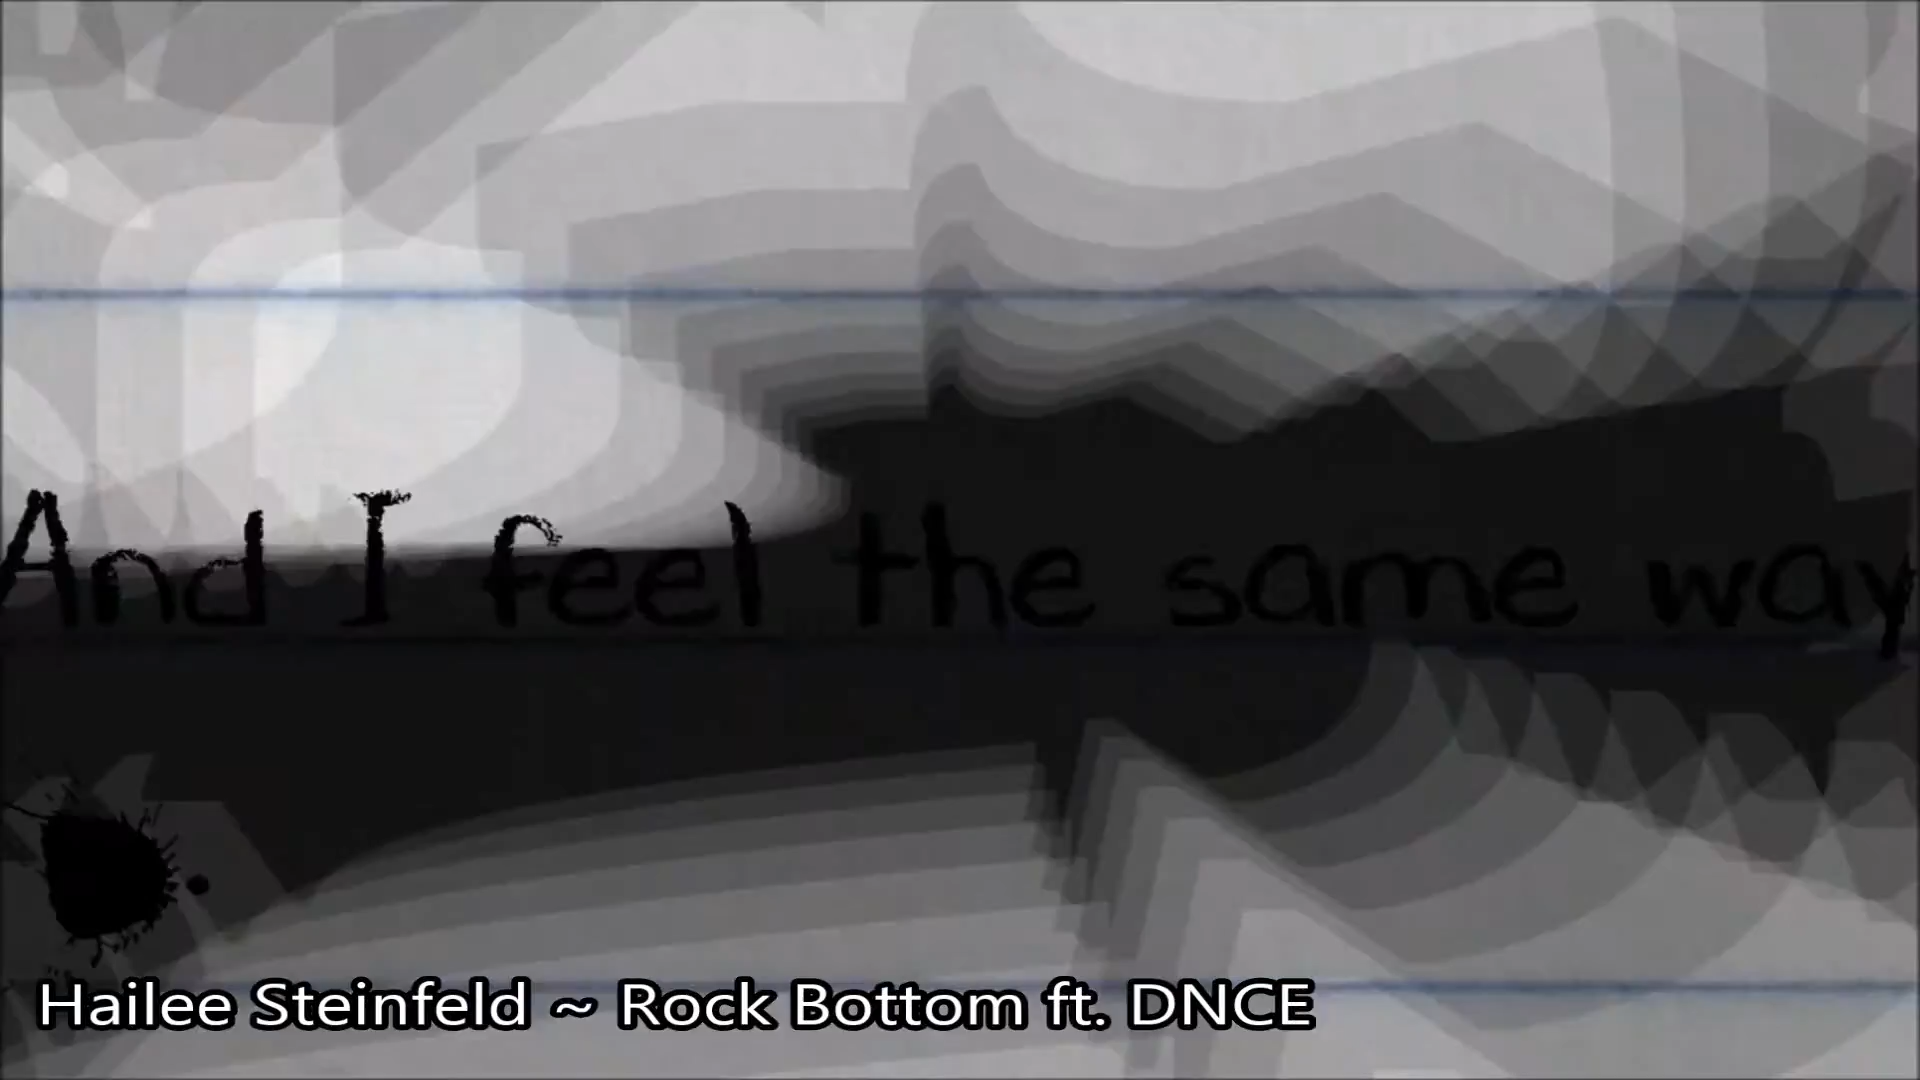 And I feel the same way
Hailee Steinfeld ~ Rock Bottom ft. DNCE